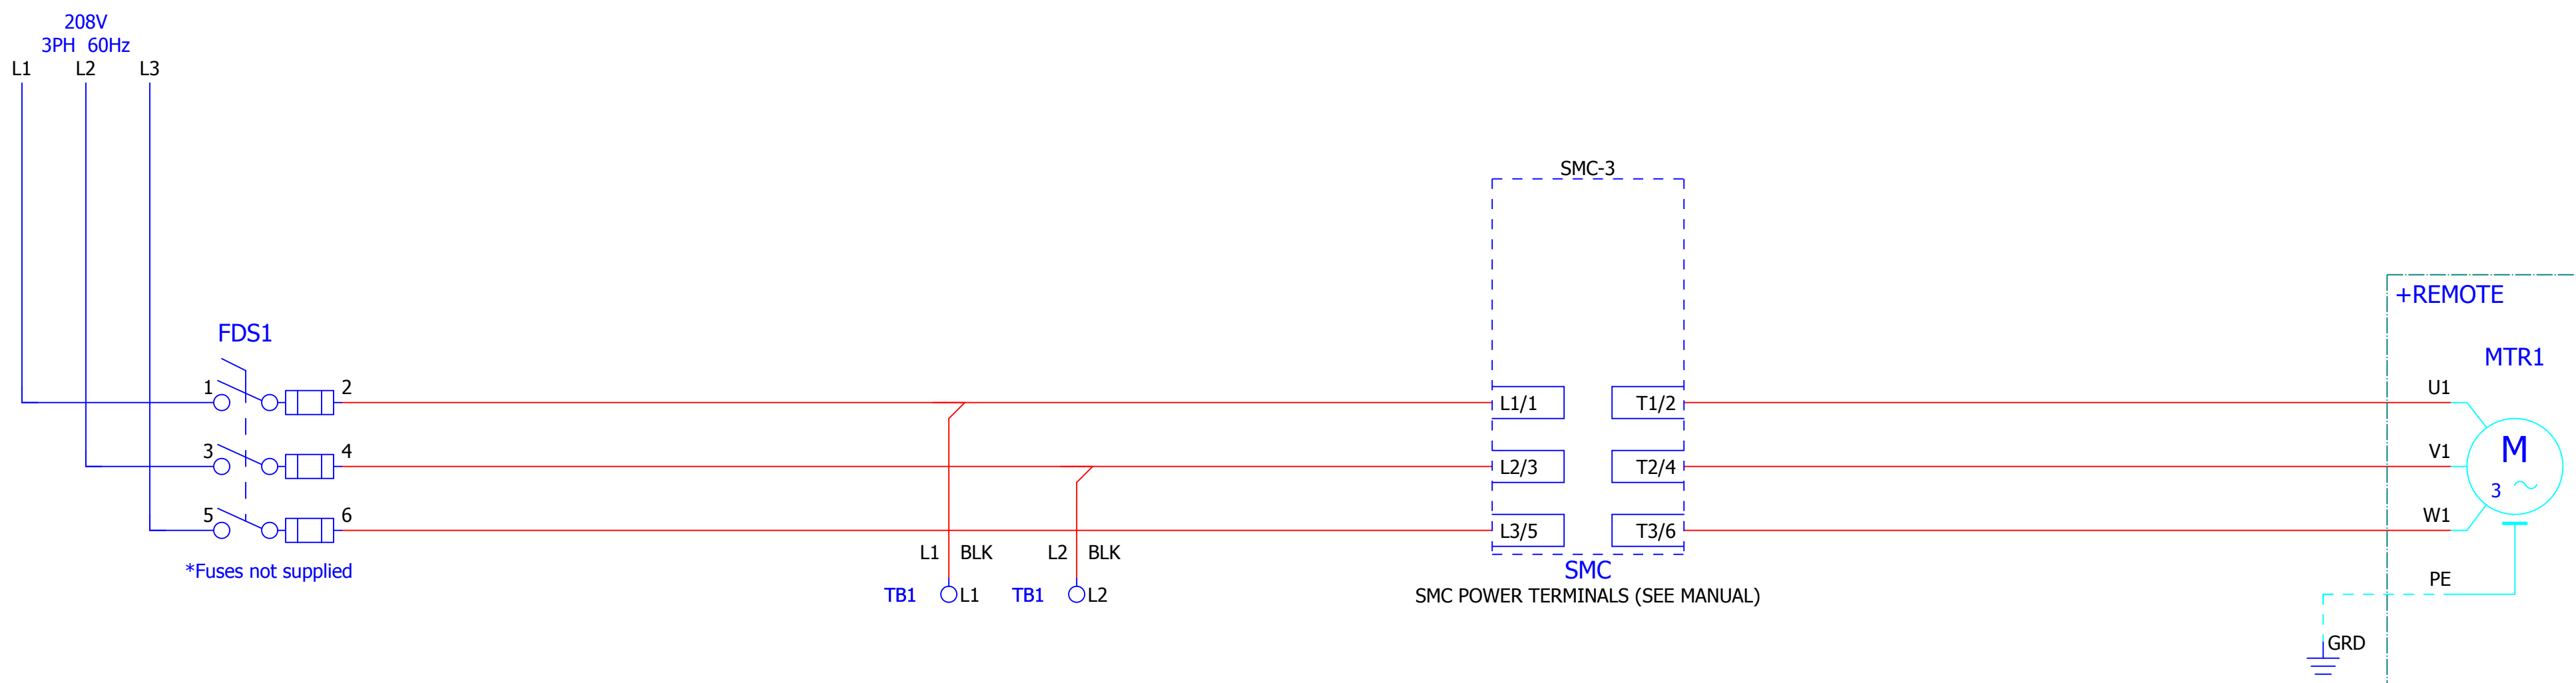 208V
3PH 60Hz
L1 L2 L3
SMC-3
+REMOTE
FDS1
MTR1
1 2 L1/1 T1/2 U1
3 4 L2/3 T2/4 V1
M
3
5 6 L3/5 T3/6 W1
L1 BLK L2 BLK
*Fuses not supplied
SMC
PE
TB1 L1 TB1 L2
SMC POWER TERMINALS (SEE MANUAL)
GRD